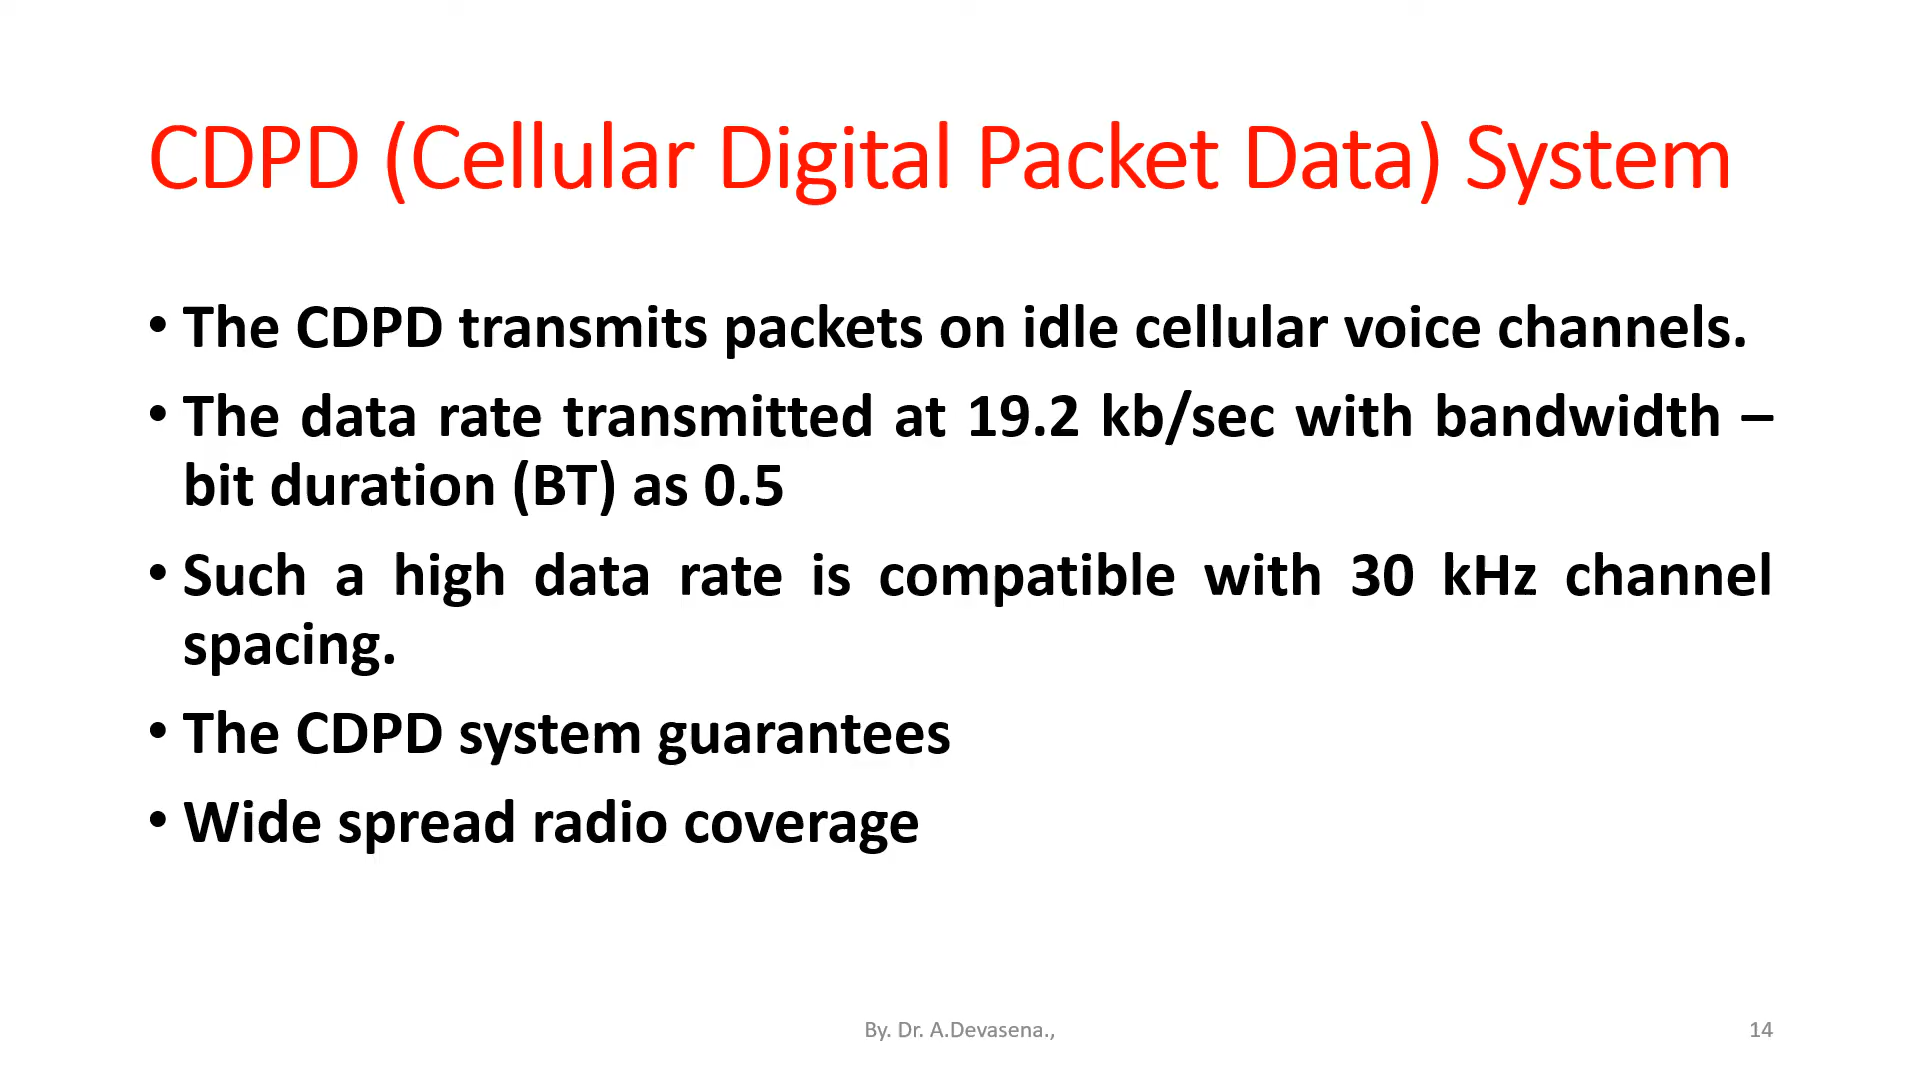 CDPD (Cellular Digital Packet Data) System
• The CDPD transmits packets on idle cellular voice channels.
• The data rate transmitted at 19.2 kb/sec with bandwidth –
bit duration (BT) as 0.5
• Such a high data rate is compatible with 30 kHz channel
spacing.
• The CDPD system guarantees
• Wide spread radio coverage
By. Dr. A.Devasena.,
14